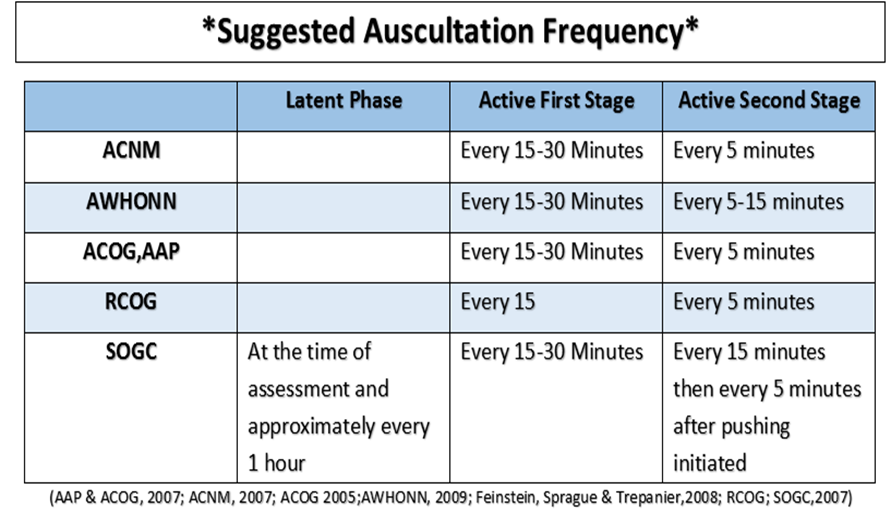 *Suggested Auscultation Frequency*
Latent Phase Active First Stage Active Second Stage
ACNM Every 15-30 Minutes Every 5 minutes
AWHONN Every 15-30 Minutes Every 5-15 minutes
ACOG,AAP Every 15-30 Minutes Every 5 minutes
RCOG Every 15 Every 5 minutes
SOGC At the time of Every 15-30 Minutes Every 15 minutes
assessment and then every 5 minutes
approximately every after pushing
1 hour initiated
(AAP & ACOG, 2007; ACNM, 2007; ACOG 2005;AWHONN, 2009; Feinstein, Sprague & Trepanier,2008; RCOG; SOGC,2007)